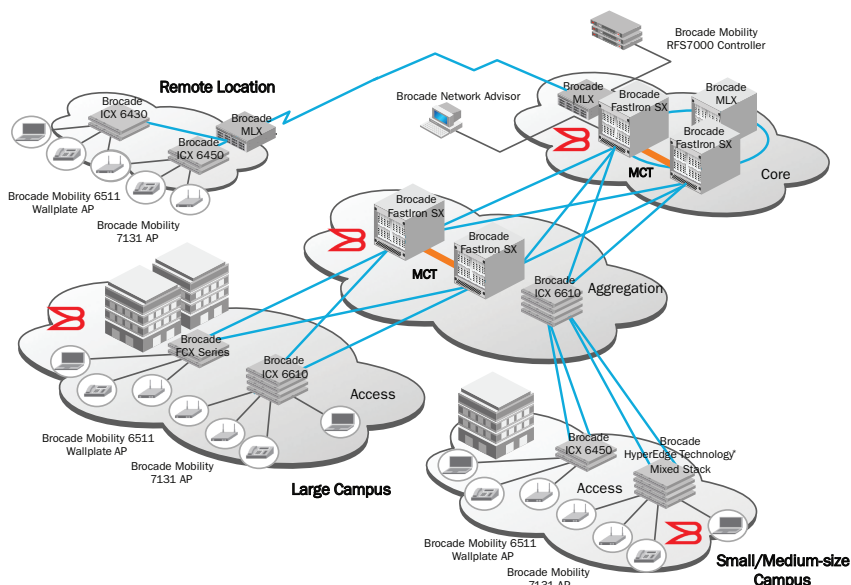 Brocade Mobility
RFS7000 Controller
Remote Location
Brocade
ICX 6430
Brocade
MLX
Brocade
ICX 6450
Brocade Mobility 6511
Wallplate AP
Brocade Mobility
7131 AP
Brocade Network Advisor
Brocade
MLX
Brocade
FastIron SX
Brocade
MLX
Brocade
FastIron SX
MCT
Core
Brocade
FastIron SX
Brocade
FastIron SX
MCT
Brocade
ICX 6610
Aggregation
Brocade
FCX Series
Brocade
ICX 6610
Access
Brocade Mobility 6511
Wallplate AP
Brocade Mobility
7131 AP
Large Campus
Brocade
ICX 6450
Brocade
HyperEdge Technology*
Mixed Stack
Access
Brocade Mobility 6511
Wallplate AP
Brocade Mobility
7131 AP
Small/Medium-size
Campus